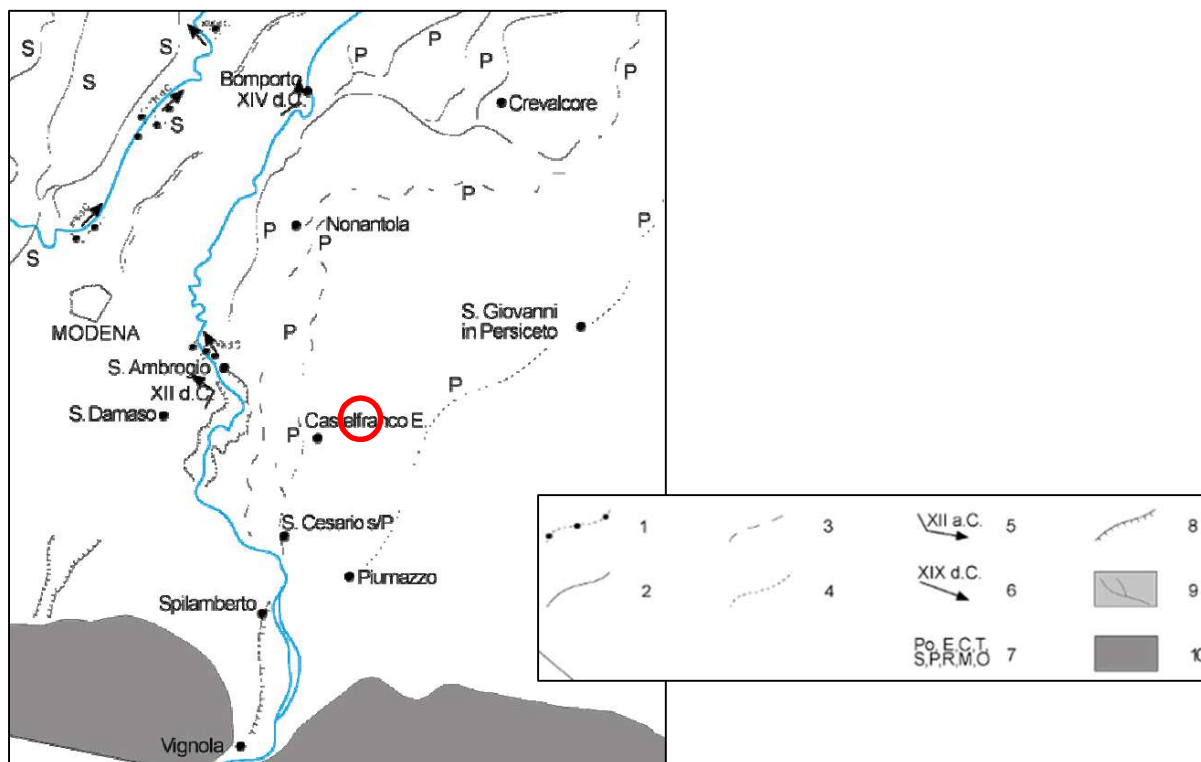 S
S
S
P
P
P
P
Bomporto
XIV d.C.
Crevalcore
S
S
P
P
Nonantola
P
P
S
MODENA
S. Giovanni
in Persiceto
P
S. Ambrogio
XII d.C.
P
S. Damaso
Castelfranco E.
P
S. Cesario s/P
Piumazzo
Spilamberto
Vignola
1
3
XII a.C.
5
8
2
4
XIX d.C.
6
9
Po, E, C, T,
S,P,R,M,O
7
10